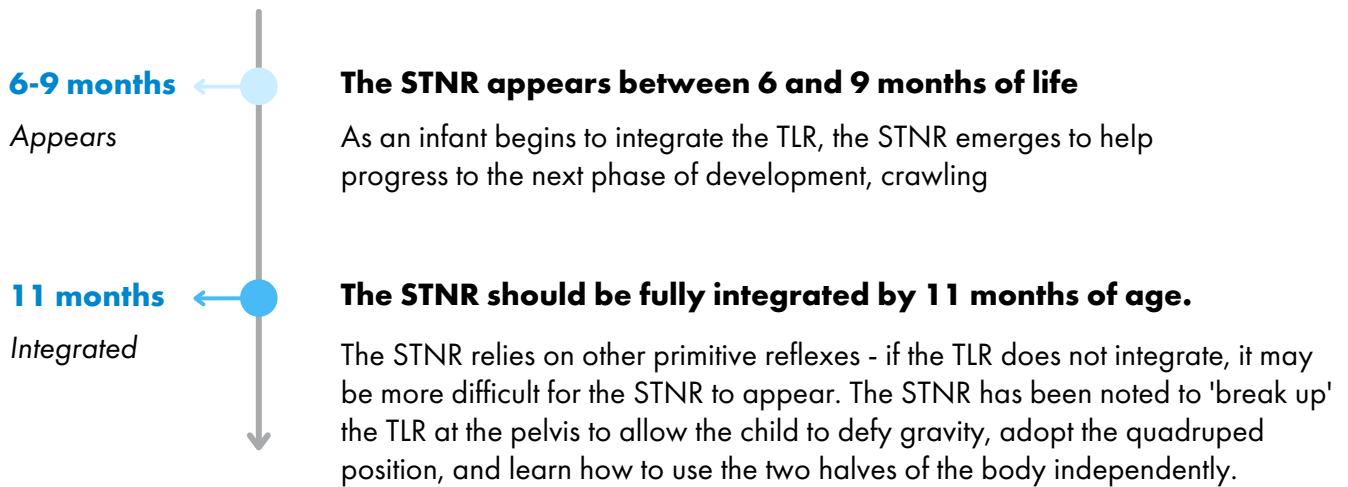 6-9 months
Appears
The STNR appears between 6 and 9 months of life
As an infant begins to integrate the TLR, the STNR emerges to help
progress to the next phase of development, crawling
11 months
Integrated
The STNR should be fully integrated by 11 months of age.
The STNR relies on other primitive reflexes - if the TLR does not integrate, it may
be more difficult for the STNR to appear. The STNR has been noted to 'break up'
the TLR at the pelvis to allow the child to defy gravity, adopt the quadruped
position, and learn how to use the two halves of the body independently.